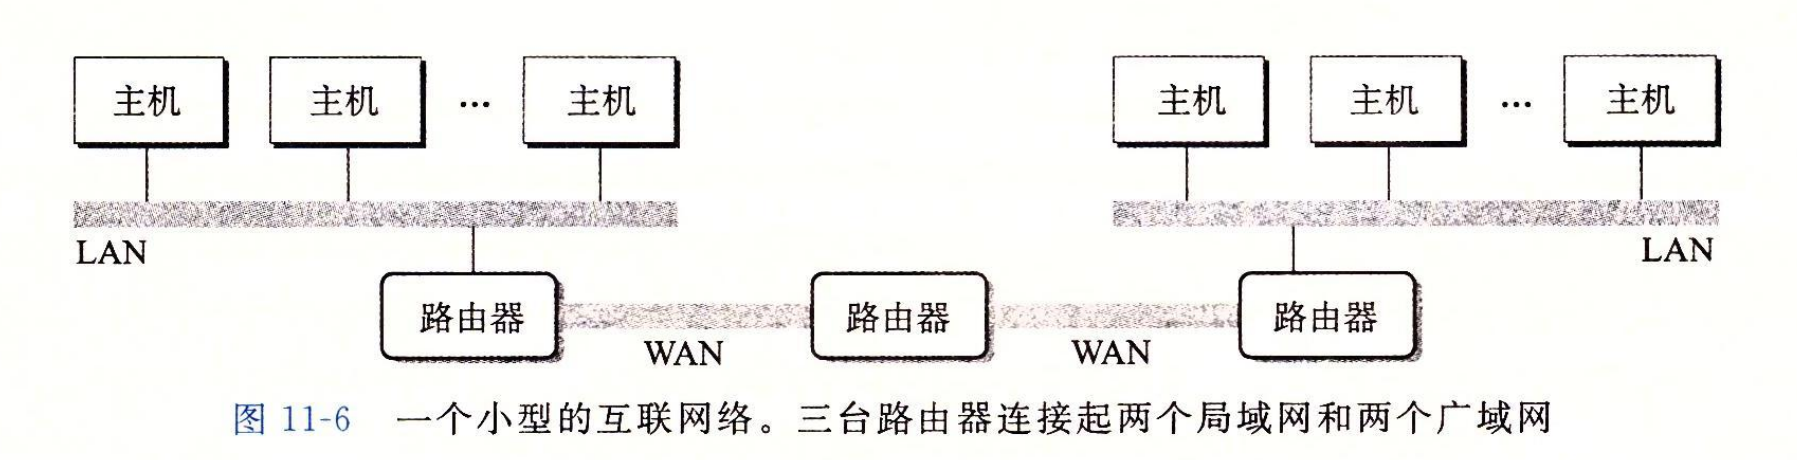 主机 主机 ... 主机 主机 主机 ... 主机
LAN LAN
路由器 路由器 路由器
WAN WAN
图 11-6 一个小型的互联网络。三台路由器连接起两个局域网和两个广域网